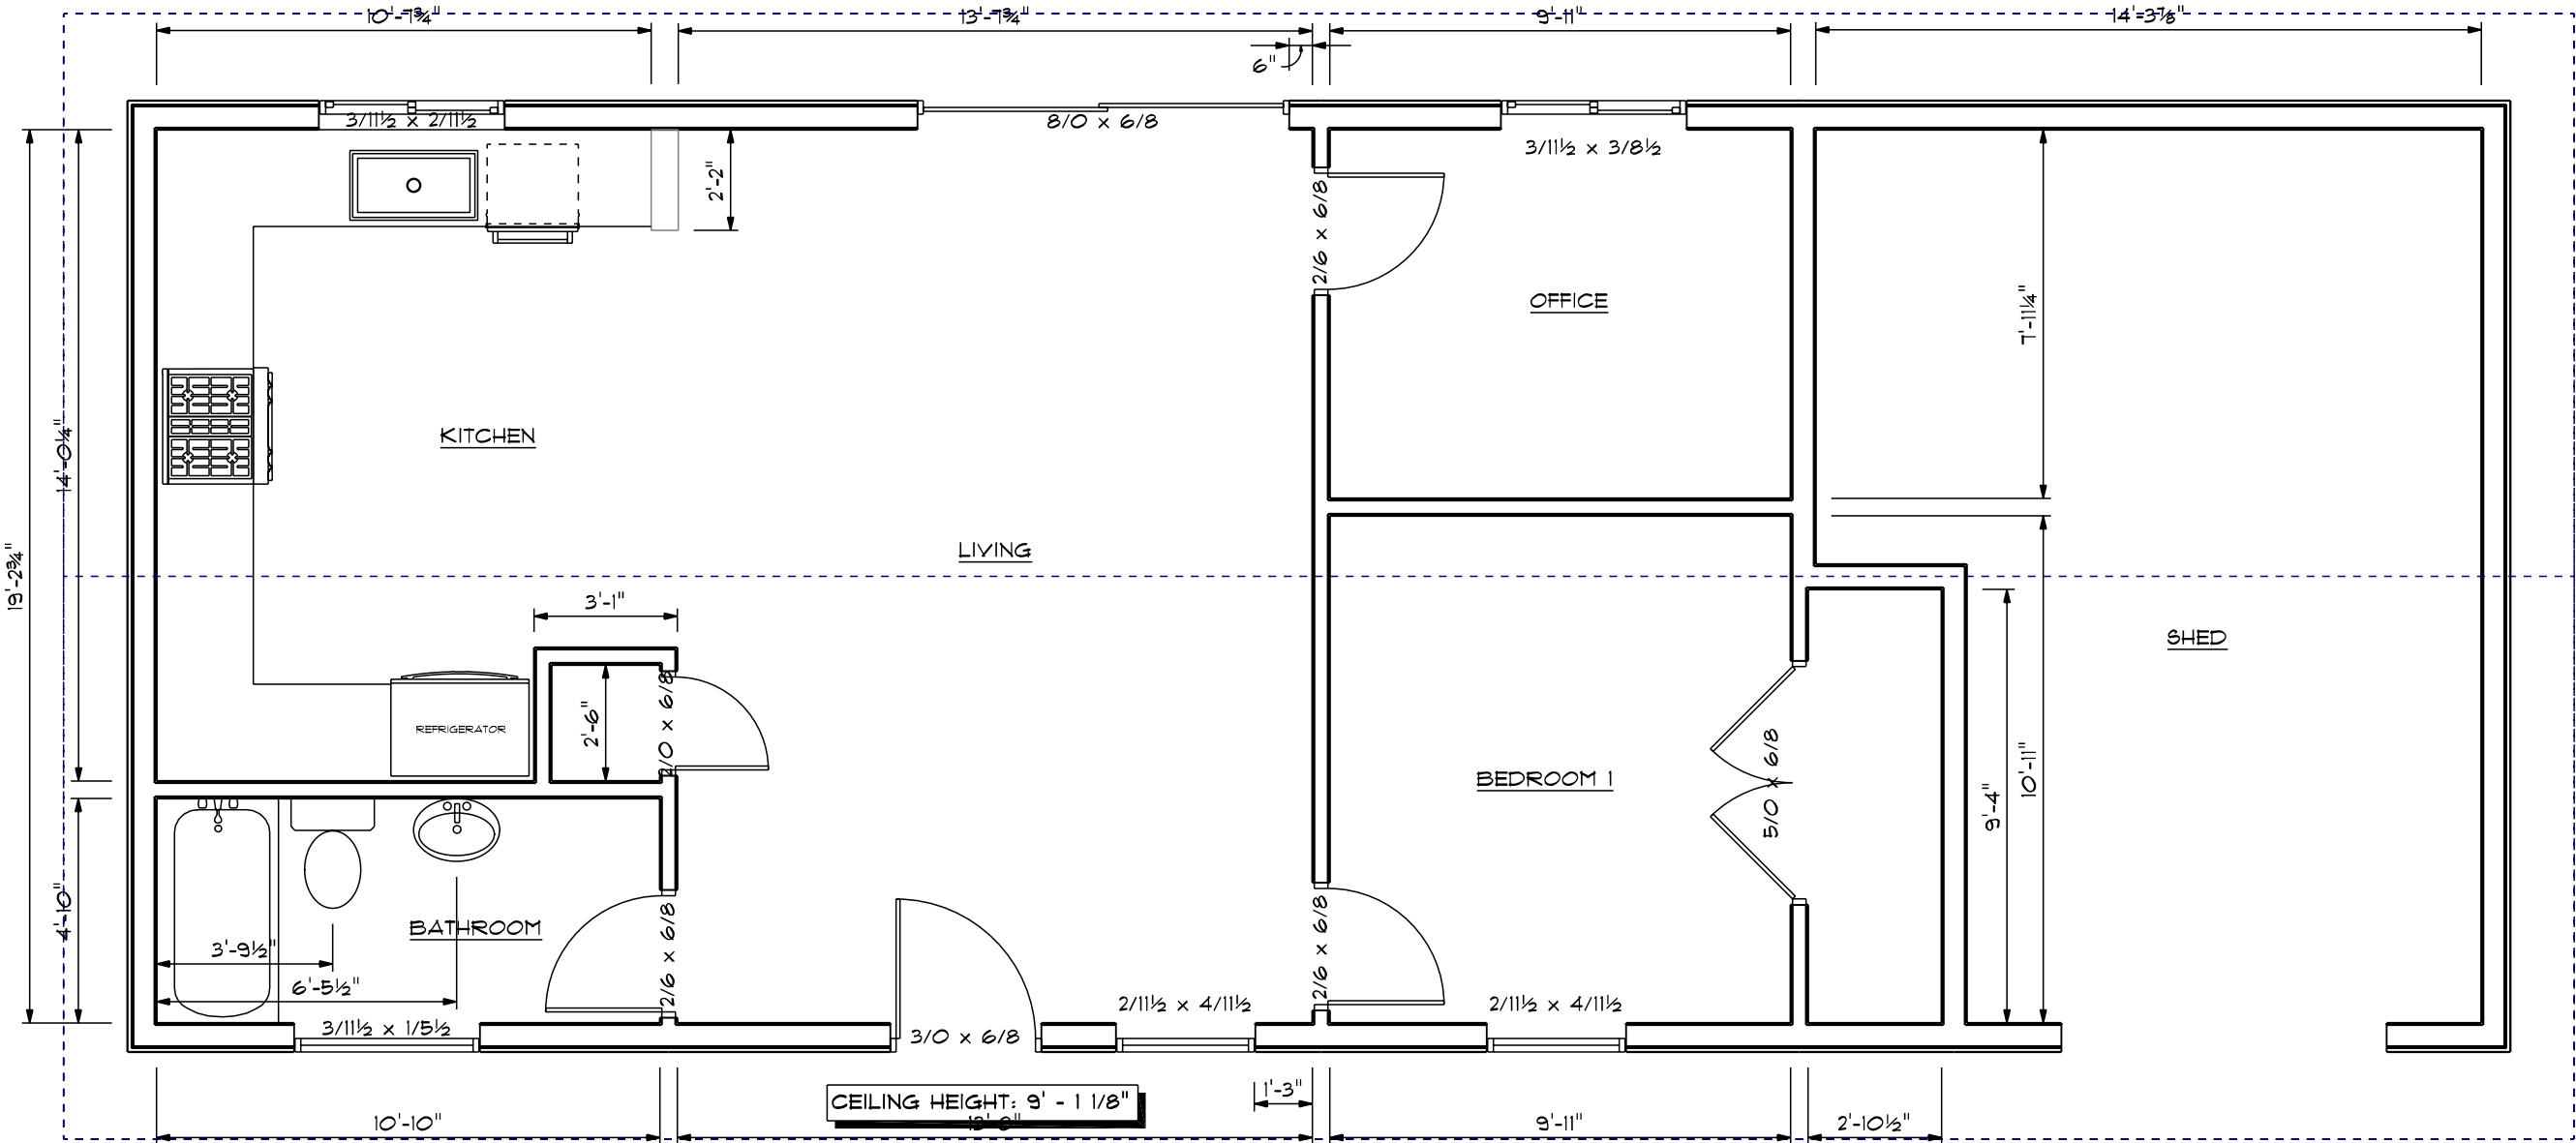 10'-7¾"
13'-7¾"
9'-11"
14'-3⅞"
6"
3/11½ x 2/11½
8/0 x 6/8
3/11½ x 3/8½
2'-2"
2/6 x 6/8
OFFICE
7'-11¼"
14'-0¼"
KITCHEN
LIVING
19'-2¾"
3'-1"
SHED
2'-6"
2/0 x 6/8
REFRIGERATOR
BEDROOM 1
5/0 x 6/8
9'-4"
10'-11"
4'-10"
BATHROOM
3'-9½"
2/6 x 6/8
2/6 x 6/8
6'-5½"
2/11½ x 4/11½
2/11½ x 4/11½
3/11½ x 1/5½
3/0 x 6/8
1'-3"
CEILING HEIGHT: 9' - 1 1/8"
10'-10"
9'-11"
2'-10½"